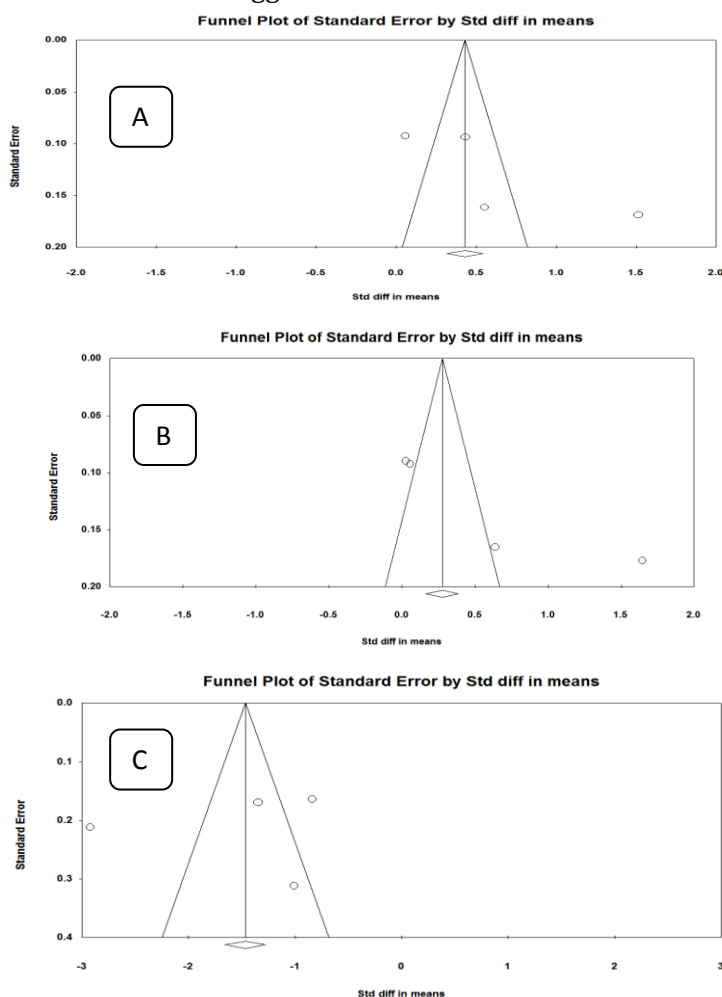 Funnel Plot of Standard Error by Std diff in means
0.00
0.05
0.10
0.15
0.20
Standard Error
A
-2.0 -1.5 -1.0 -0.5 0.0 0.5 1.0 1.5 2.0
Std diff in means
Funnel Plot of Standard Error by Std diff in means
0.00
0.05
0.10
0.15
0.20
Standard Error
B
-2.0 -1.5 -1.0 -0.5 0.0 0.5 1.0 1.5 2.0
Std diff in means
Funnel Plot of Standard Error by Std diff in means
0.0
0.1
0.2
0.3
0.4
Standard Error
C
-3 -2 -1 0 1 2 3
Std diff in means